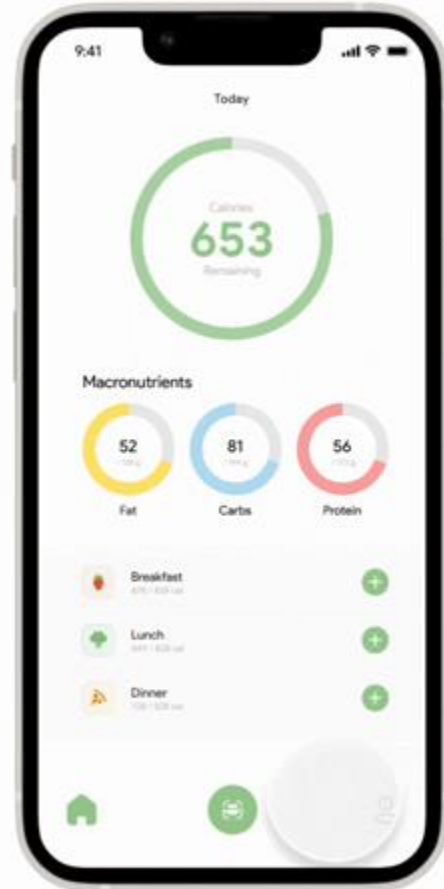 9:41
Today
Calories
653
Remaining
Macronutrients
52
81
56
Fat
Carbs
Protein
Breakfast
Lunch
Dinner